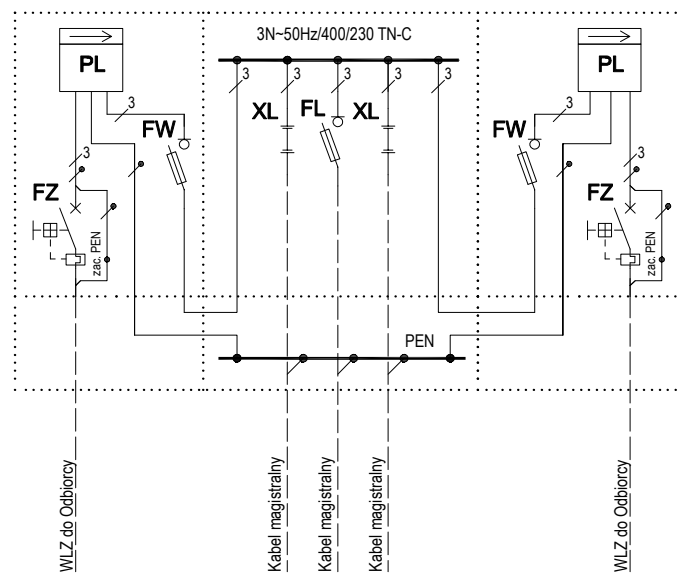 3N~50Hz/400/230 TN-C
PL
PL
3
3
3
3
3
3
3
XL
FL
XL
FW
FW
3
3
FZ
FZ
zac. PEN
zac. PEN
PEN
WLZ do Odbiorcy
Kabel magistralny
Kabel magistralny
Kabel magistralny
WLZ do Odbiorcy